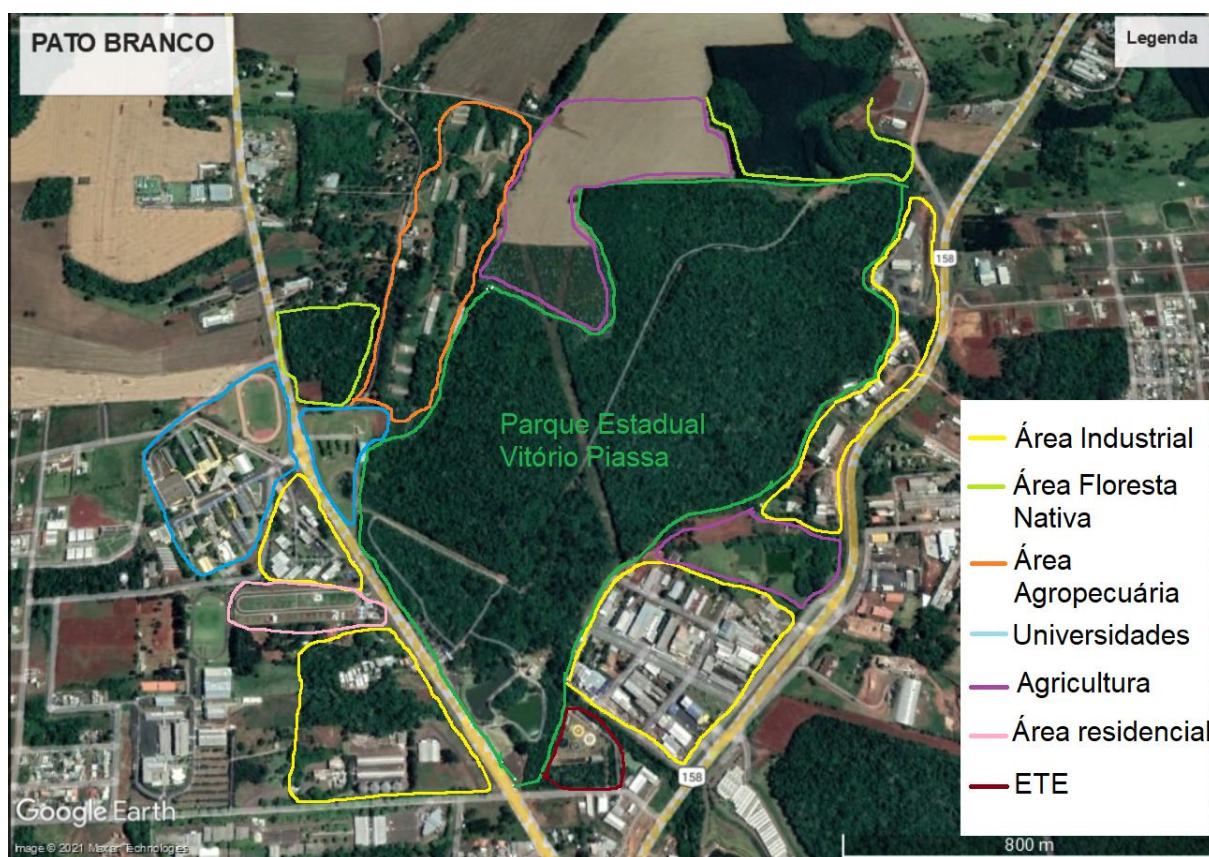 PATO BRANCO
Legenda
158
Parque Estadual
Vitório Piassa
Área Industrial
Área Floresta
Nativa
Área
Agropecuária
Universidades
Agricultura
Área residencial
ETE
158
Google Earth
Image © 2021 Maxar Technologies
800 m